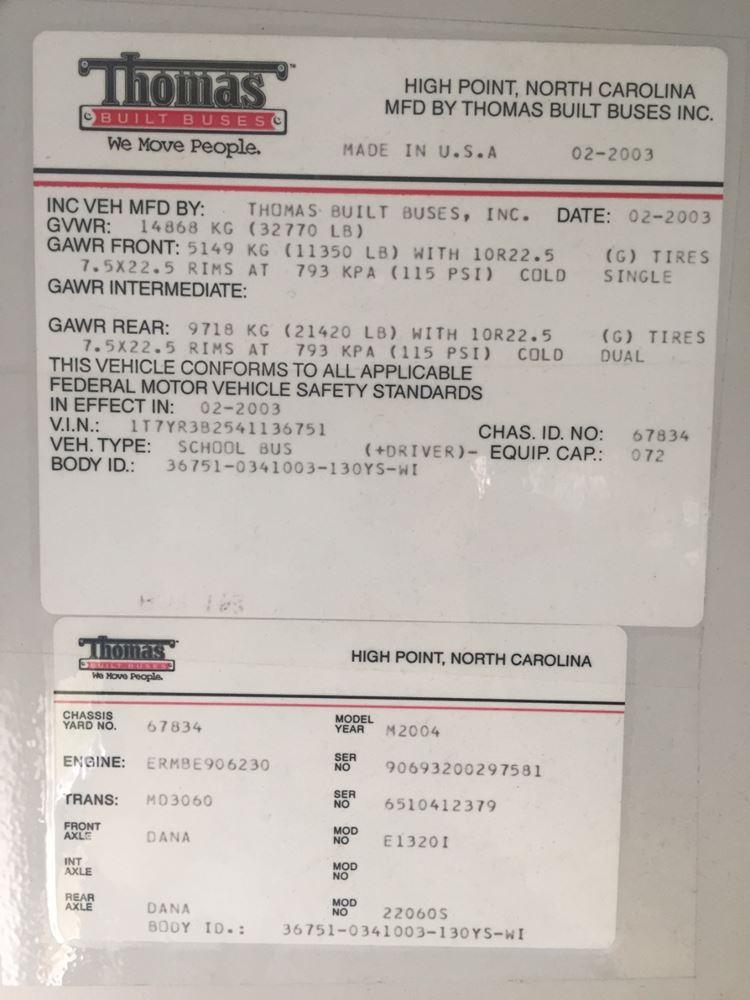 Thomas™
BUILT BUSES
We Move People.
HIGH POINT, NORTH CAROLINA
MFD BY THOMAS BUILT BUSES INC.
MADE IN U.S.A 02-2003
INC VEH MFD BY: THOMAS BUILT BUSES, INC. DATE: 02-2003
GVWR: 14868 KG (32770 LB)
GAWR FRONT: 5149 KG (11350 LB) WITH 10R22.5 (G) TIRES
7.5X22.5 RIMS AT 793 KPA (115 PSI) COLD SINGLE
GAWR INTERMEDIATE:
GAWR REAR: 9718 KG (21420 LB) WITH 10R22.5 (G) TIRES
7.5X22.5 RIMS AT 793 KPA (115 PSI) COLD DUAL
THIS VEHICLE CONFORMS TO ALL APPLICABLE
FEDERAL MOTOR VEHICLE SAFETY STANDARDS
IN EFFECT IN: 02-2003
V.I.N.: 1T7YR3B2541136751 CHAS. ID. NO: 67834
VEH. TYPE: SCHOOL BUS (+DRIVER)- EQUIP. CAP.: 072
BODY ID.: 36751-0341003-130YS-WI
Thomas
BUILT BUSES
We Move People.
HIGH POINT, NORTH CAROLINA
CHASSIS YARD NO. 67834 MODEL YEAR M2004
ENGINE: ERMBE906230 SER NO 90693200297581
TRANS: MD3060 SER NO 6510412379
FRONT AXLE DANA MOD NO E1320I
INT AXLE MOD NO
REAR AXLE DANA MOD NO 22060S
BODY ID.: 36751-0341003-130YS-WI